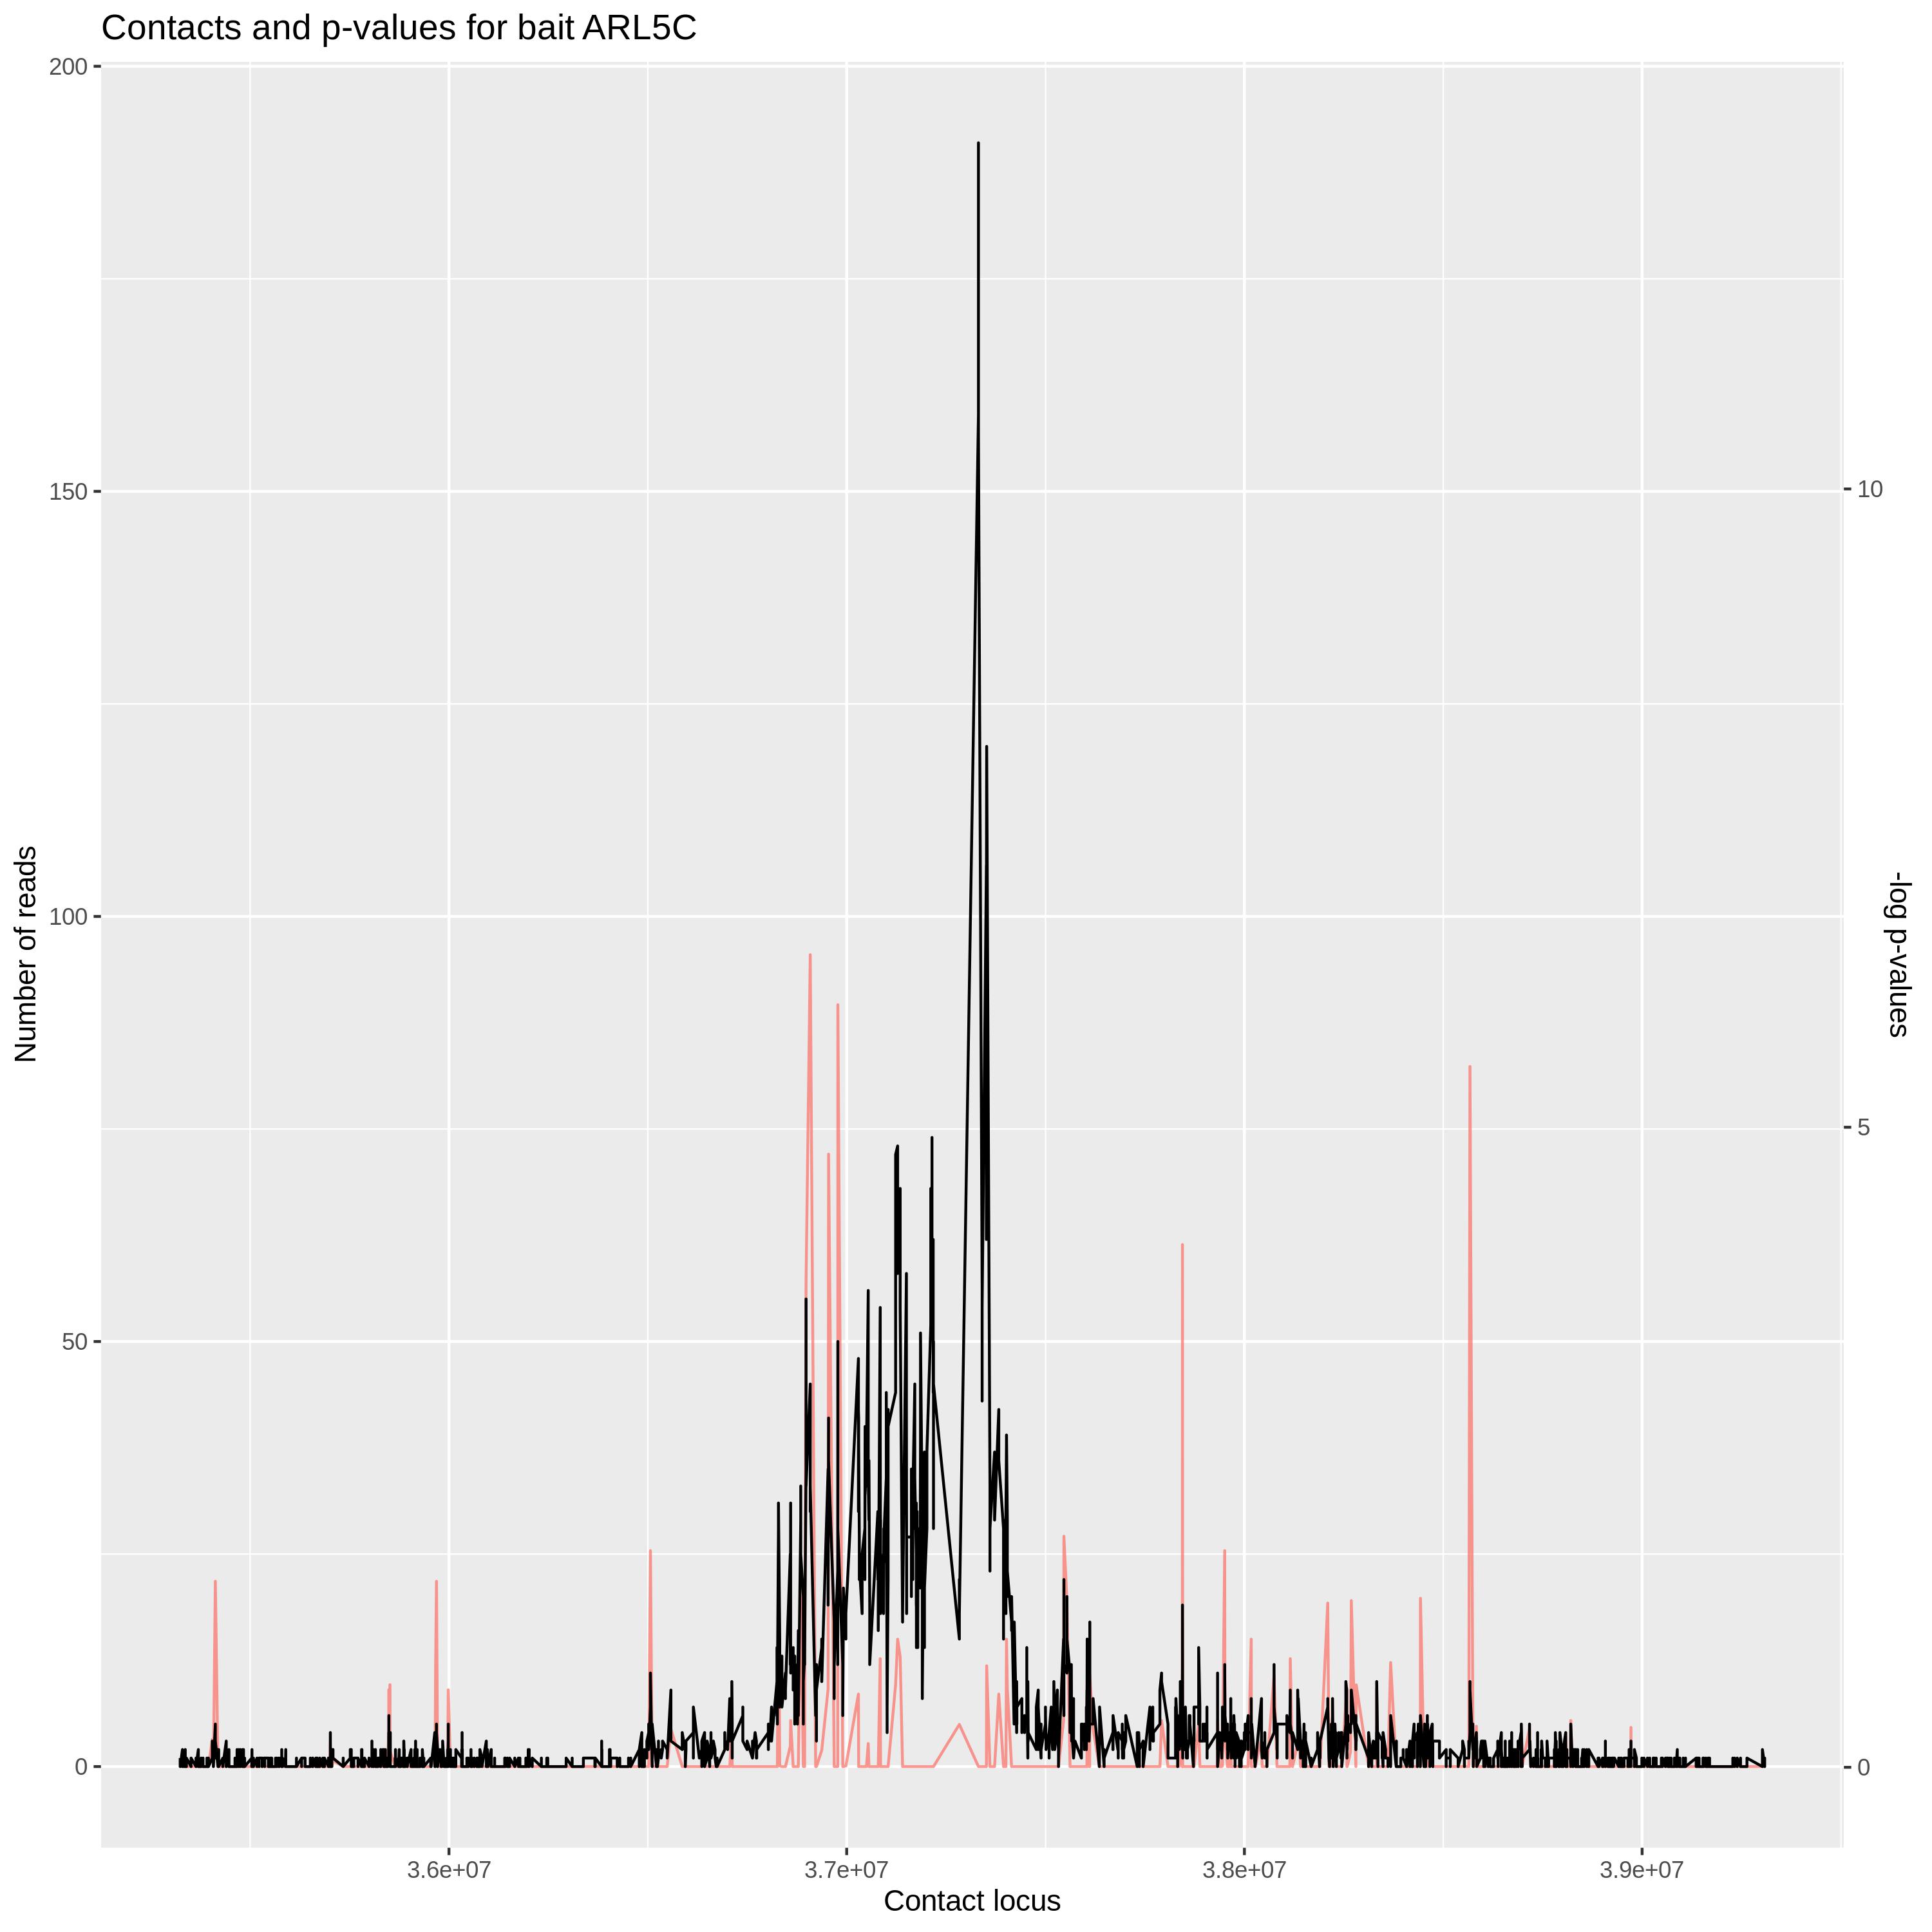 Contacts and p-values for bait ARL5C
200
150
100
50
0
Number of reads
10
5
0
-log p-values
3.6e+07
3.7e+07
3.8e+07
3.9e+07
Contact locus